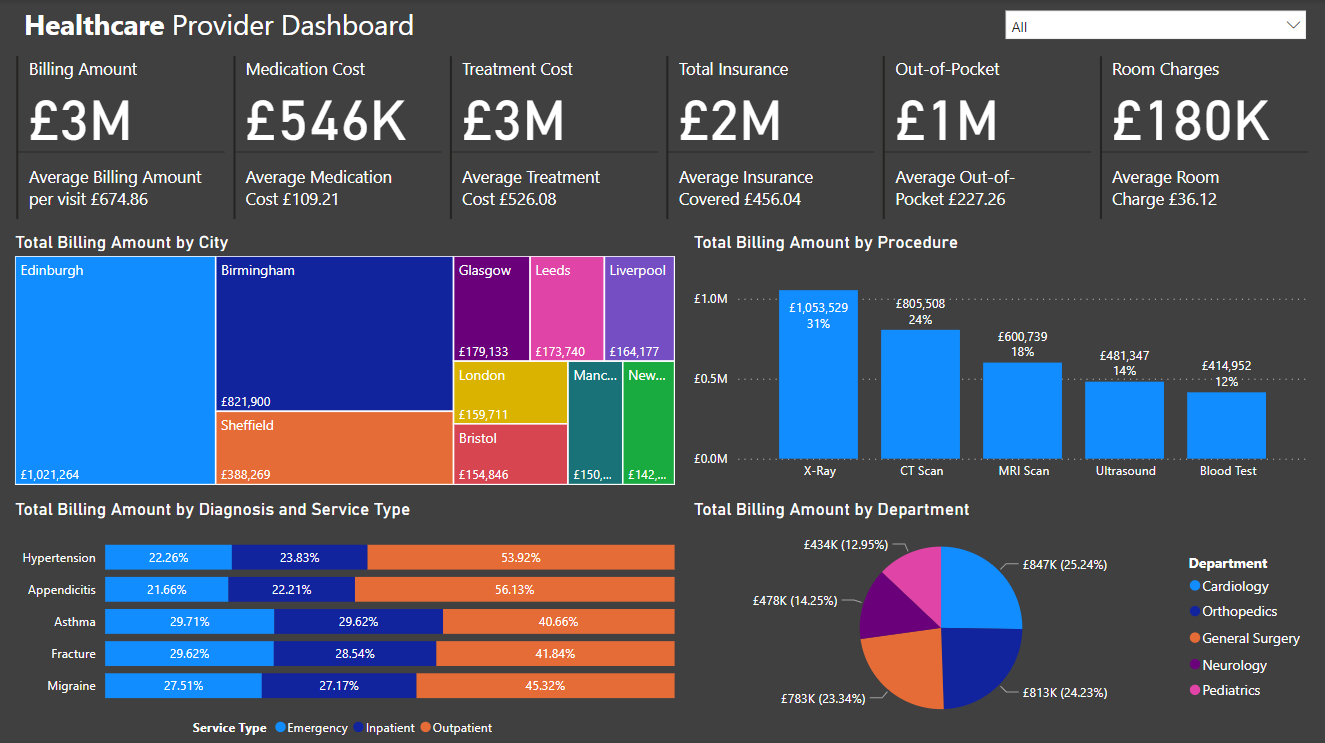 Healthcare Provider Dashboard
All
Billing Amount
£3M
Average Billing Amount
per visit £674.86
Medication Cost
£546K
Average Medication
Cost £109.21
Treatment Cost
£3M
Average Treatment
Cost £526.08
Total Insurance
£2M
Average Insurance
Covered £456.04
Out-of-Pocket
£1M
Average Out-of-
Pocket £227.26
Room Charges
£180K
Average Room
Charge £36.12
Total Billing Amount by City
Edinburgh
£1,021,264
Birmingham
£821,900
Sheffield
£388,269
Glasgow
£179,133
Leeds
£173,740
Liverpool
£164,177
London
£159,711
Bristol
£154,846
Manc...
£150,...
New...
£142,...
Total Billing Amount by Procedure
£1.0M
£0.5M
£0.0M
£1,053,529
31%
£805,508
24%
£600,739
18%
£481,347
14%
£414,952
12%
X-Ray
CT Scan
MRI Scan
Ultrasound
Blood Test
Total Billing Amount by Diagnosis and Service Type
Hypertension 22.26% 23.83% 53.92%
Appendicitis 21.66% 22.21% 56.13%
Asthma 29.71% 29.62% 40.66%
Fracture 29.62% 28.54% 41.84%
Migraine 27.51% 27.17% 45.32%
Service Type Emergency Inpatient Outpatient
Total Billing Amount by Department
£434K (12.95%)
£847K (25.24%)
£478K (14.25%)
£783K (23.34%)
£813K (24.23%)
Department
Cardiology
Orthopedics
General Surgery
Neurology
Pediatrics